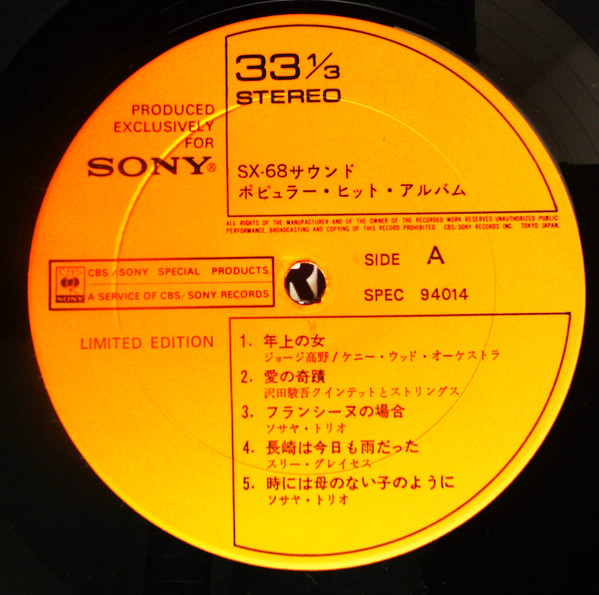 33 1/3
STEREO
PRODUCED
EXCLUSIVELY
FOR
SONY®
SX-68サウンド
ポピュラー・ヒット・アルバム
ALL RIGHTS OF THE MANUFACTURER AND OF THE OWNER OF THE RECORDED WORK RESERVED. UNAUTHORIZED PUBLIC
PERFORMANCE, BROADCASTING AND COPYING OF THIS RECORD PROHIBITED CBS/SONY RECORDS INC. TOKYO JAPAN.
SIDE A
SPEC 94014
CBS
SONY
CBS/SONY SPECIAL PRODUCTS
A SERVICE OF CBS/SONY RECORDS
LIMITED EDITION
1. 年上の女
ジョージ高野/ケニー・ウッド・オーケストラ
2. 愛の奇蹟
沢田駿吾クインテットとストリングス
3. フランシーヌの場合
ソサヤ・トリオ
4. 長崎は今日も雨だった
スリー・グレイセス
5. 時には母のない子のように
ソサヤ・トリオ